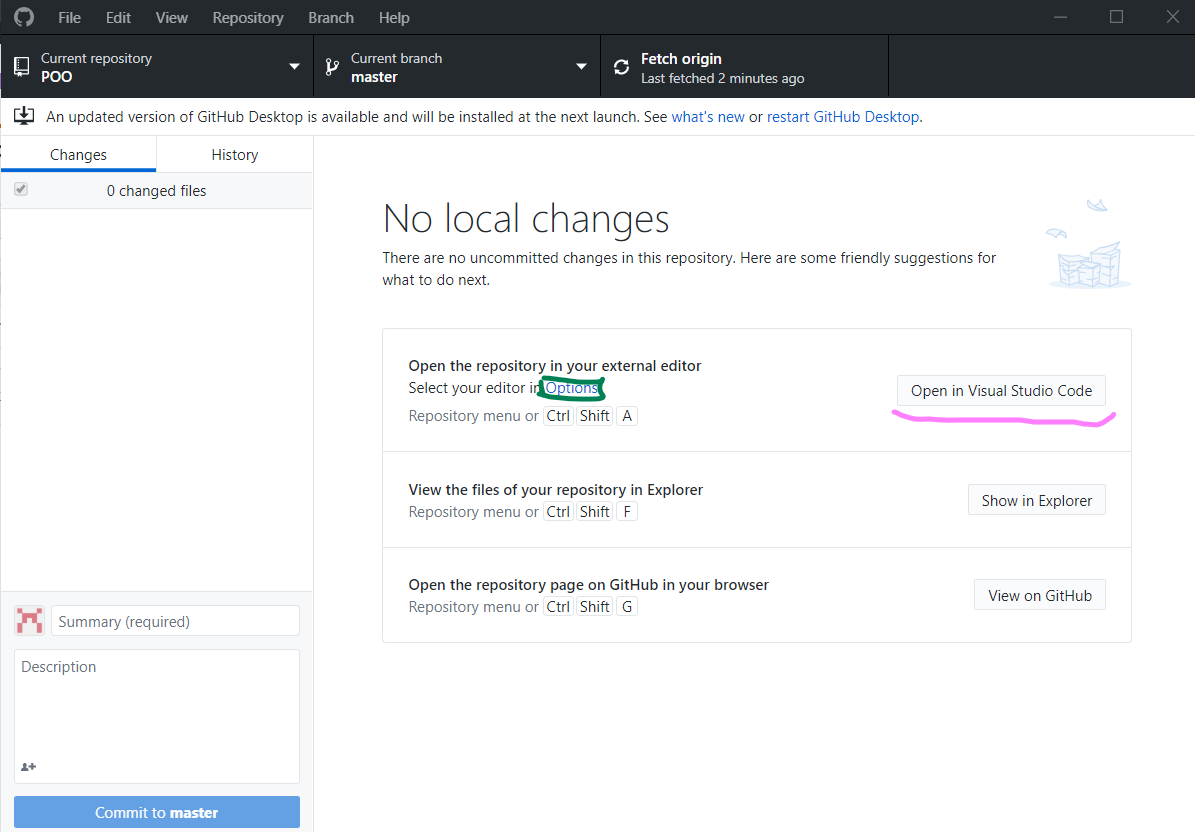 File Edit View Repository Branch Help
Current repository
POO
Current branch
master
Fetch origin
Last fetched 2 minutes ago
An updated version of GitHub Desktop is available and will be installed at the next launch. See what's new or restart GitHub Desktop.
Changes History
0 changed files
No local changes
There are no uncommitted changes in this repository. Here are some friendly suggestions for
what to do next.
Open the repository in your external editor
Select your editor in Options
Repository menu or Ctrl Shift A
Open in Visual Studio Code
View the files of your repository in Explorer
Repository menu or Ctrl Shift F
Show in Explorer
Open the repository page on GitHub in your browser
Repository menu or Ctrl Shift G
View on GitHub
Summary (required)
Description
Commit to master